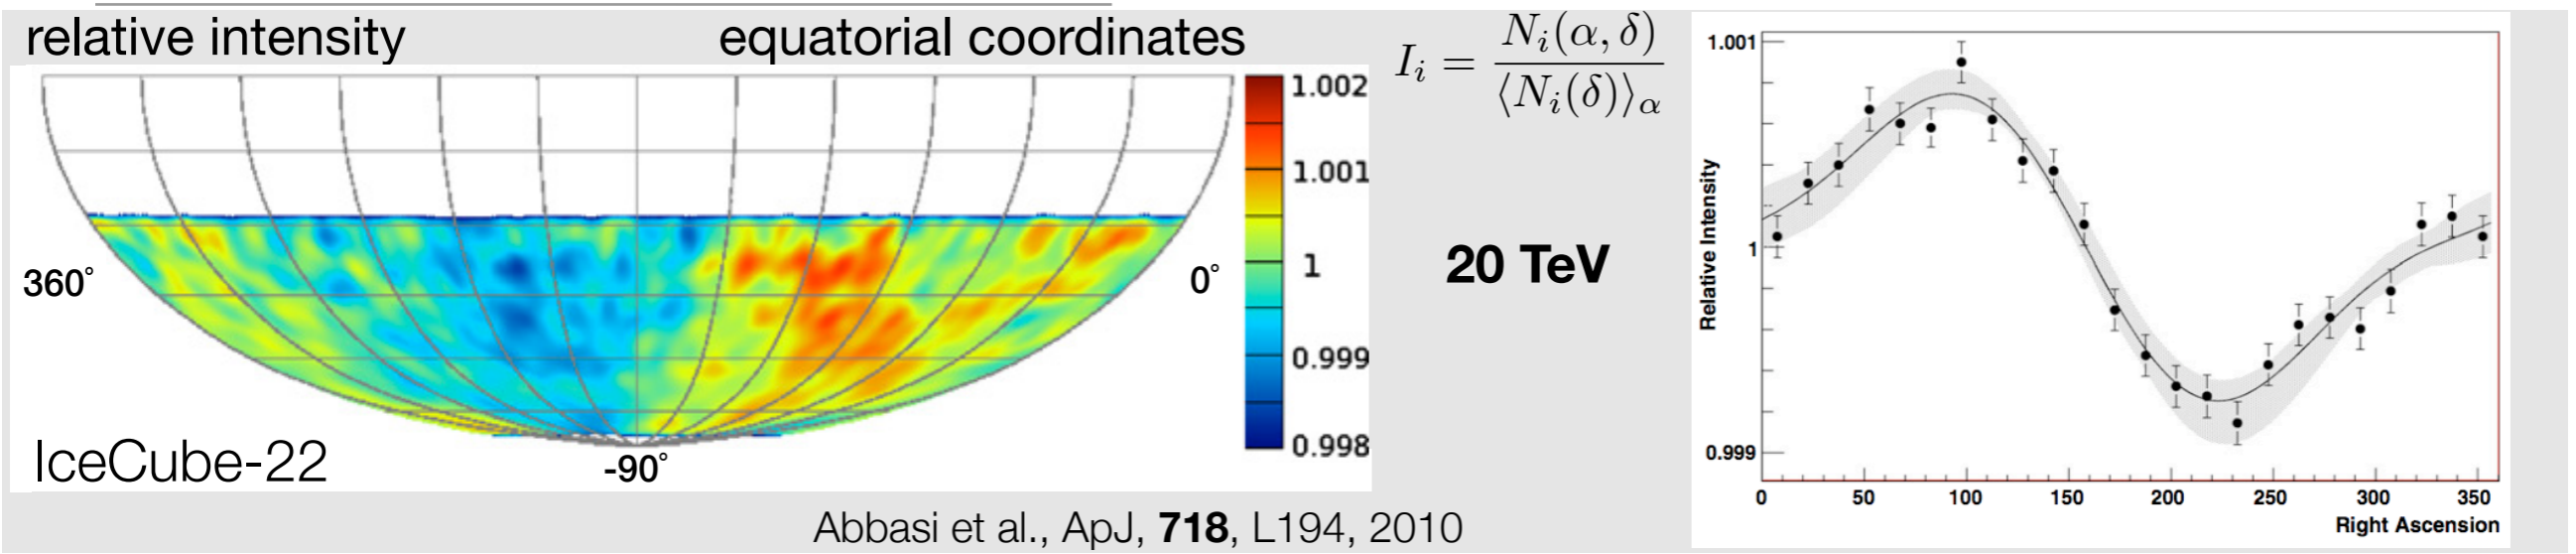 relative intensity
equatorial coordinates
I_i = N_i(α, δ) / ⟨N_i(δ)⟩_α
1.002
1.001
1
0.999
0.998
360°
0°
-90°
IceCube-22
20 TeV
1.001
1
0.999
Relative Intensity
0 50 100 150 200 250 300 350
Right Ascension
Abbasi et al., ApJ, 718, L194, 2010